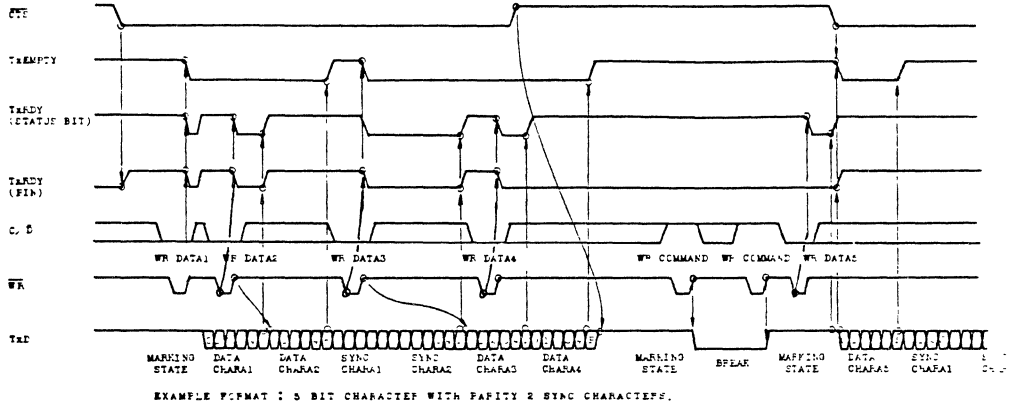 CTS
TxEMPTY
TxRDY
(STATUS BIT)
TxRDY
(PIN)
C/D
WR DATA1 WR DATA2 WR DATA3 WR DATA4 WR COMMAND WR COMMAND WR DATA5
WR
TxD
MARKING STATE DATA CHARA1 DATA CHARA2 SYNC CHARA1 SYNC CHARA2 DATA CHARA3 DATA CHARA4 MARKING STATE BREAK MARKING STATE DATA CHARA5 SYNC CHARA1
EXAMPLE FORMAT : 5 BIT CHARACTER WITH PARITY 2 SYNC CHARACTERS.